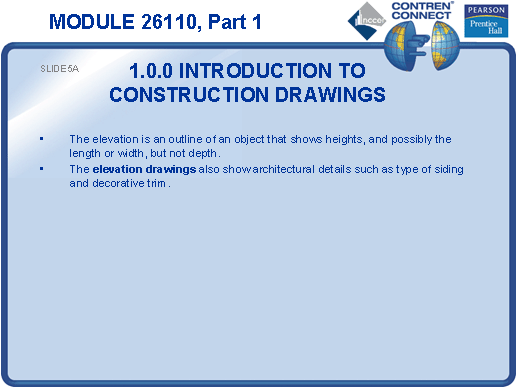 MODULE 26110, Part 1
nccer
CONTREN®
CONNECT
PEARSON
Prentice
Hall
SLIDE 5A
1.0.0 INTRODUCTION TO
CONSTRUCTION DRAWINGS
• The elevation is an outline of an object that shows heights, and possibly the
length or width, but not depth.
• The elevation drawings also show architectural details such as type of siding
and decorative trim.